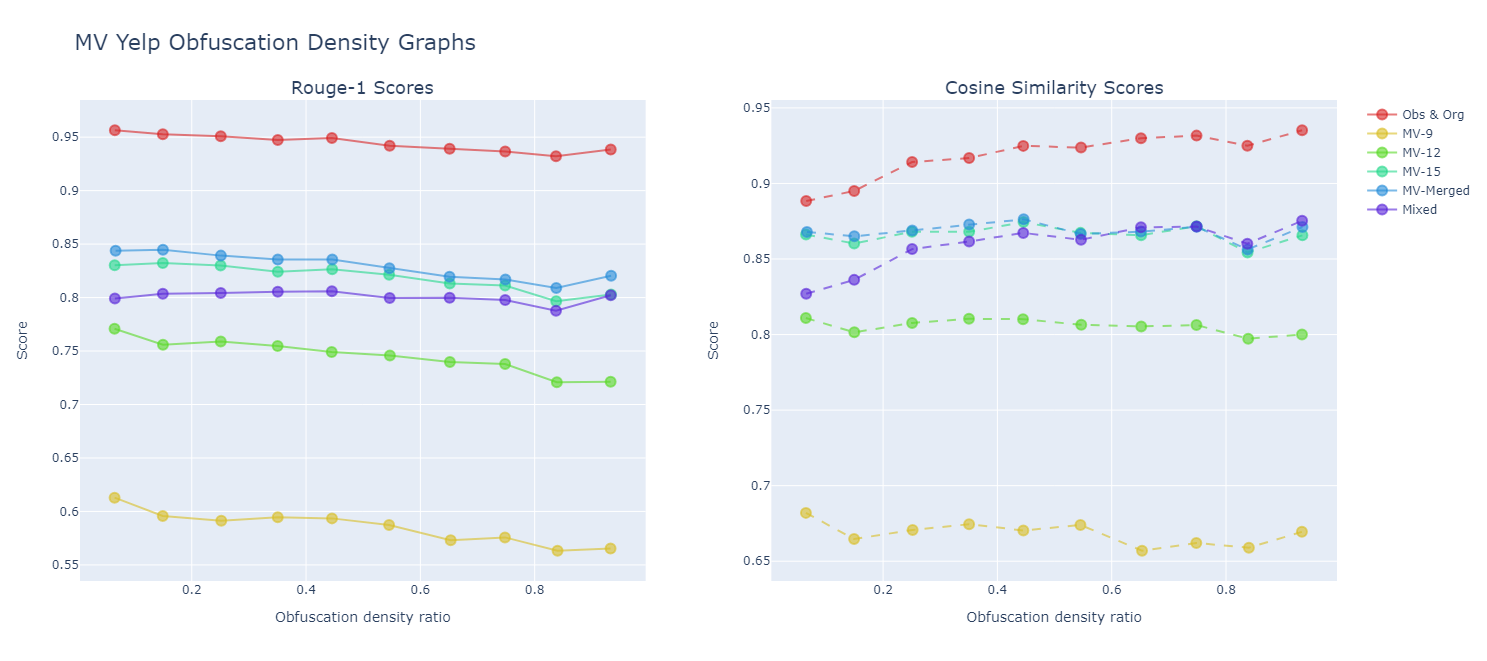 MV Yelp Obfuscation Density Graphs
Rouge-1 Scores
0.95
0.9
0.85
0.8
0.75
0.7
0.65
0.6
0.55
Score
0.2 0.4 0.6 0.8
Obfuscation density ratio
Cosine Similarity Scores
0.95
0.9
0.85
0.8
0.75
0.7
0.65
Score
0.2 0.4 0.6 0.8
Obfuscation density ratio
Obs & Org
MV-9
MV-12
MV-15
MV-Merged
Mixed